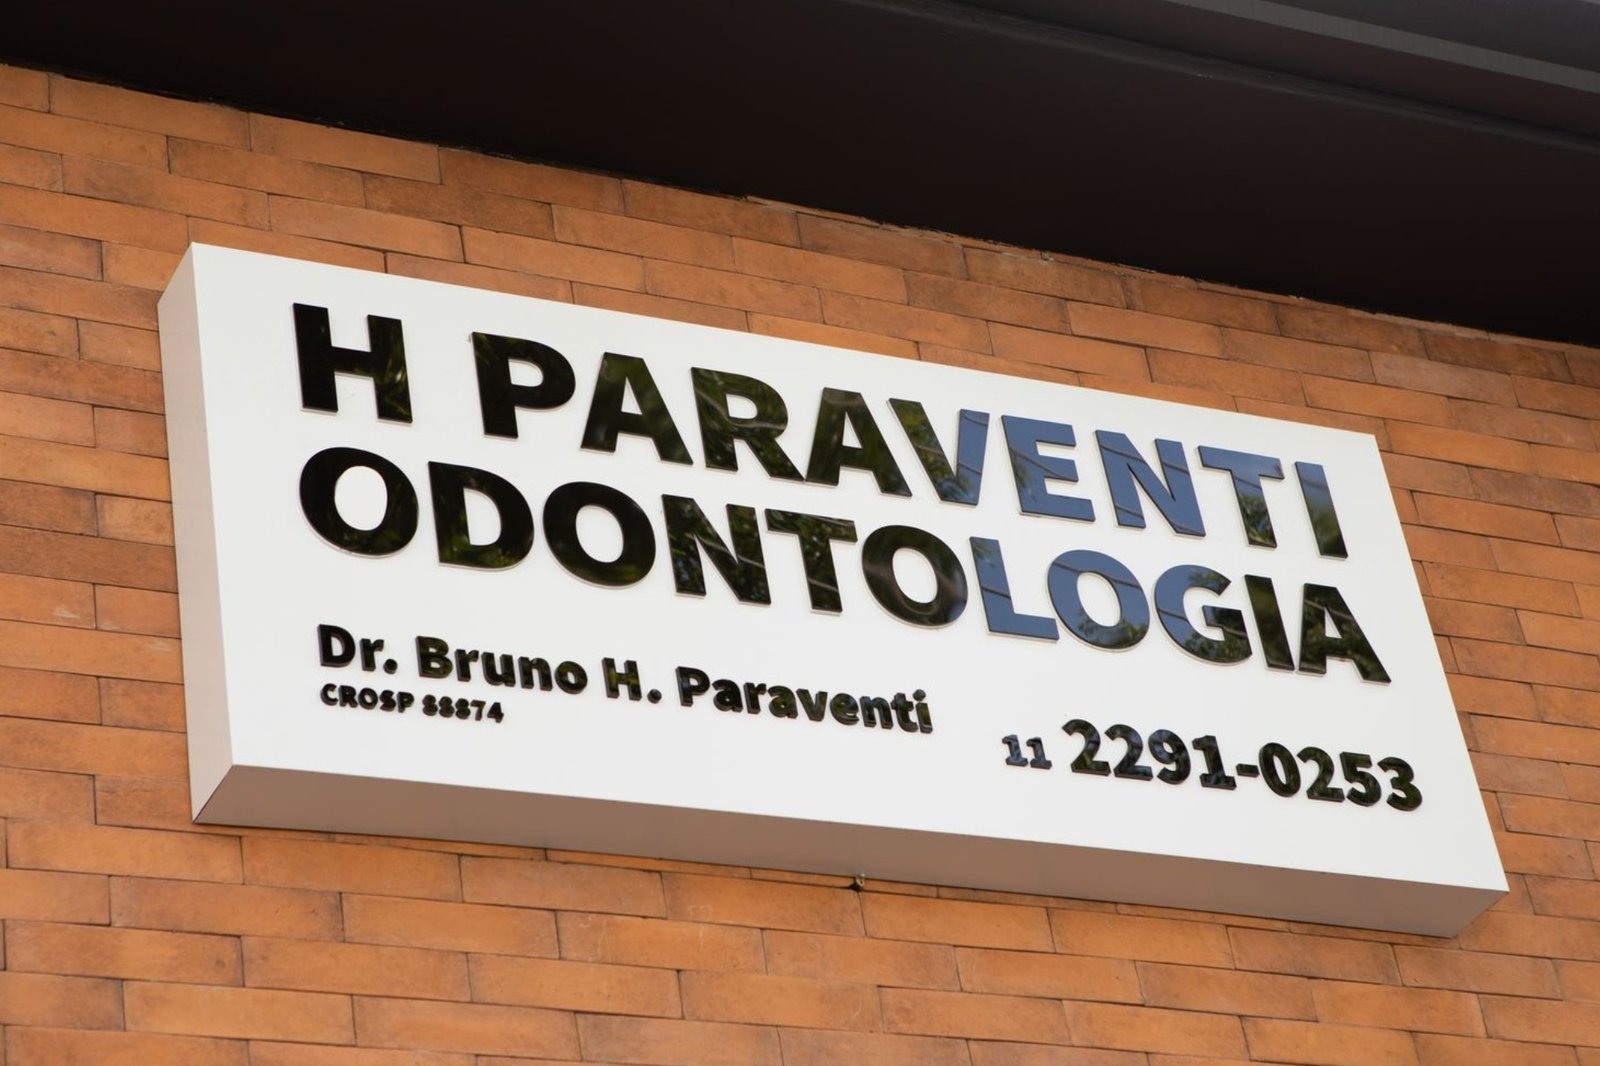 H PARAVENTI
ODONTOLOGIA
Dr. Bruno H. Paraventi
CROSP 88874
11 2291-0253